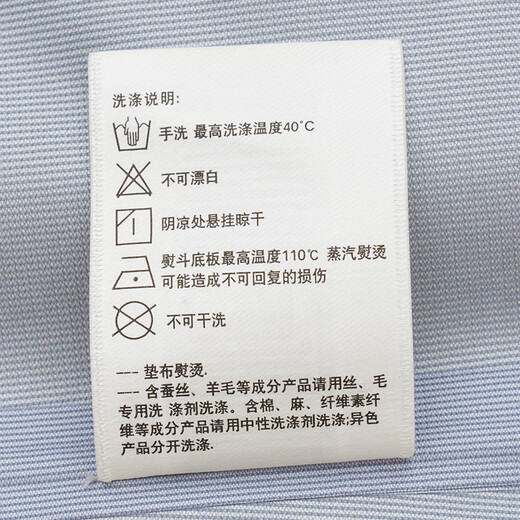 洗涤说明:
手洗 最高洗涤温度40°C
不可漂白
阴凉处悬挂晾干
熨斗底板最高温度110℃ 蒸汽熨烫
可能造成不可回复的损伤
不可干洗
--- 垫布熨烫.
--- 含蚕丝、羊毛等成分产品请用丝、毛
专用洗 涤剂洗涤。含棉、麻、纤维素纤
维等成分产品请用中性洗涤剂洗涤;异色
产品分开洗涤.